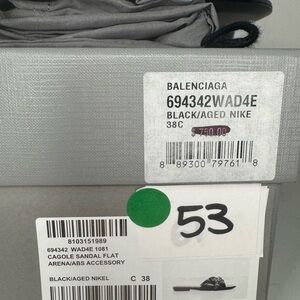 BALENCIAGA
694342WAD4E
BLACK/AGED NIKE
38C
$ 750.00
8 89300 79761 8
53
8103151989
694342 WAD4E 1081
CAGOLE SANDAL FLAT
ARENA/ABS ACCESSORY
BLACK/AGED NIKEL C 38